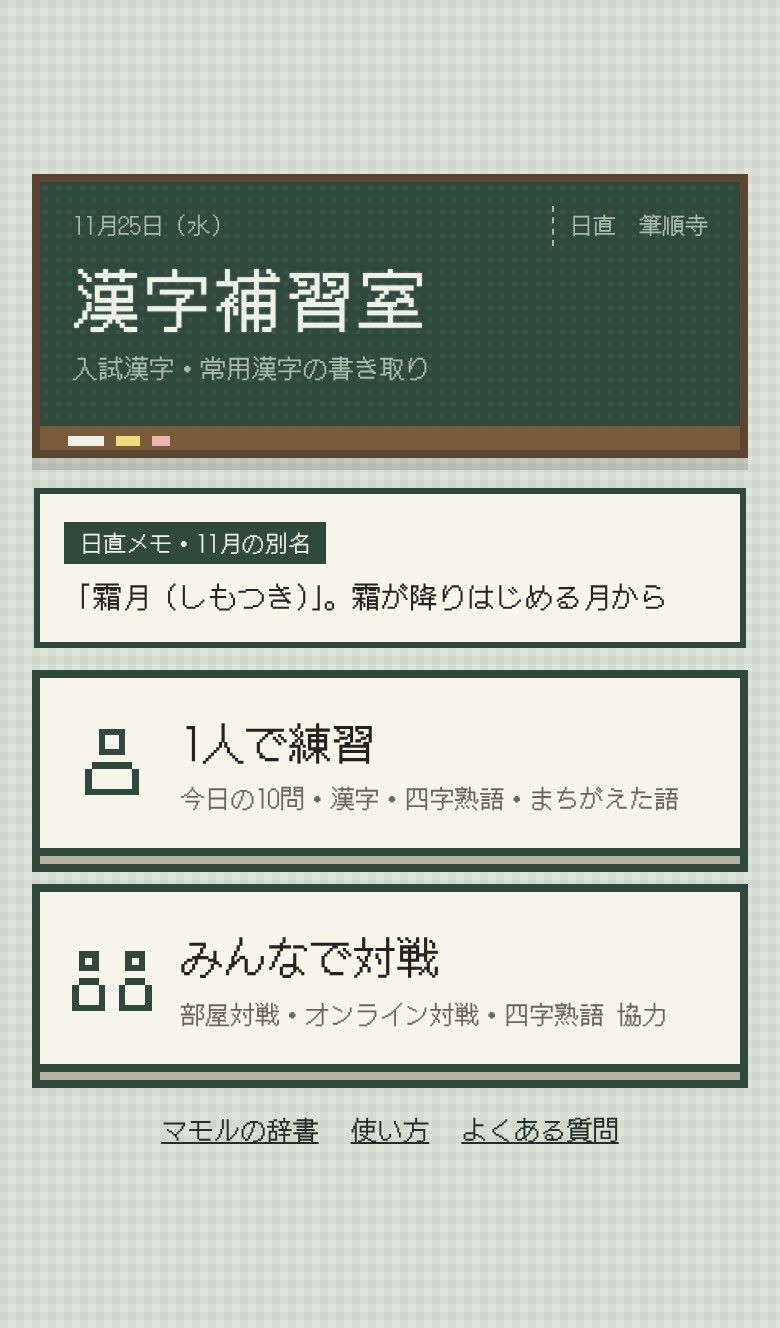 11月25日（水）
日直　筆順寺
漢字補習室
入試漢字・常用漢字の書き取り
日直メモ・11月の別名
「霜月（しもつき）」。霜が降りはじめる月から
1人で練習
今日の10問・漢字・四字熟語・まちがえた語
みんなで対戦
部屋対戦・オンライン対戦・四字熟語 協力
マモルの辞書　使い方　よくある質問